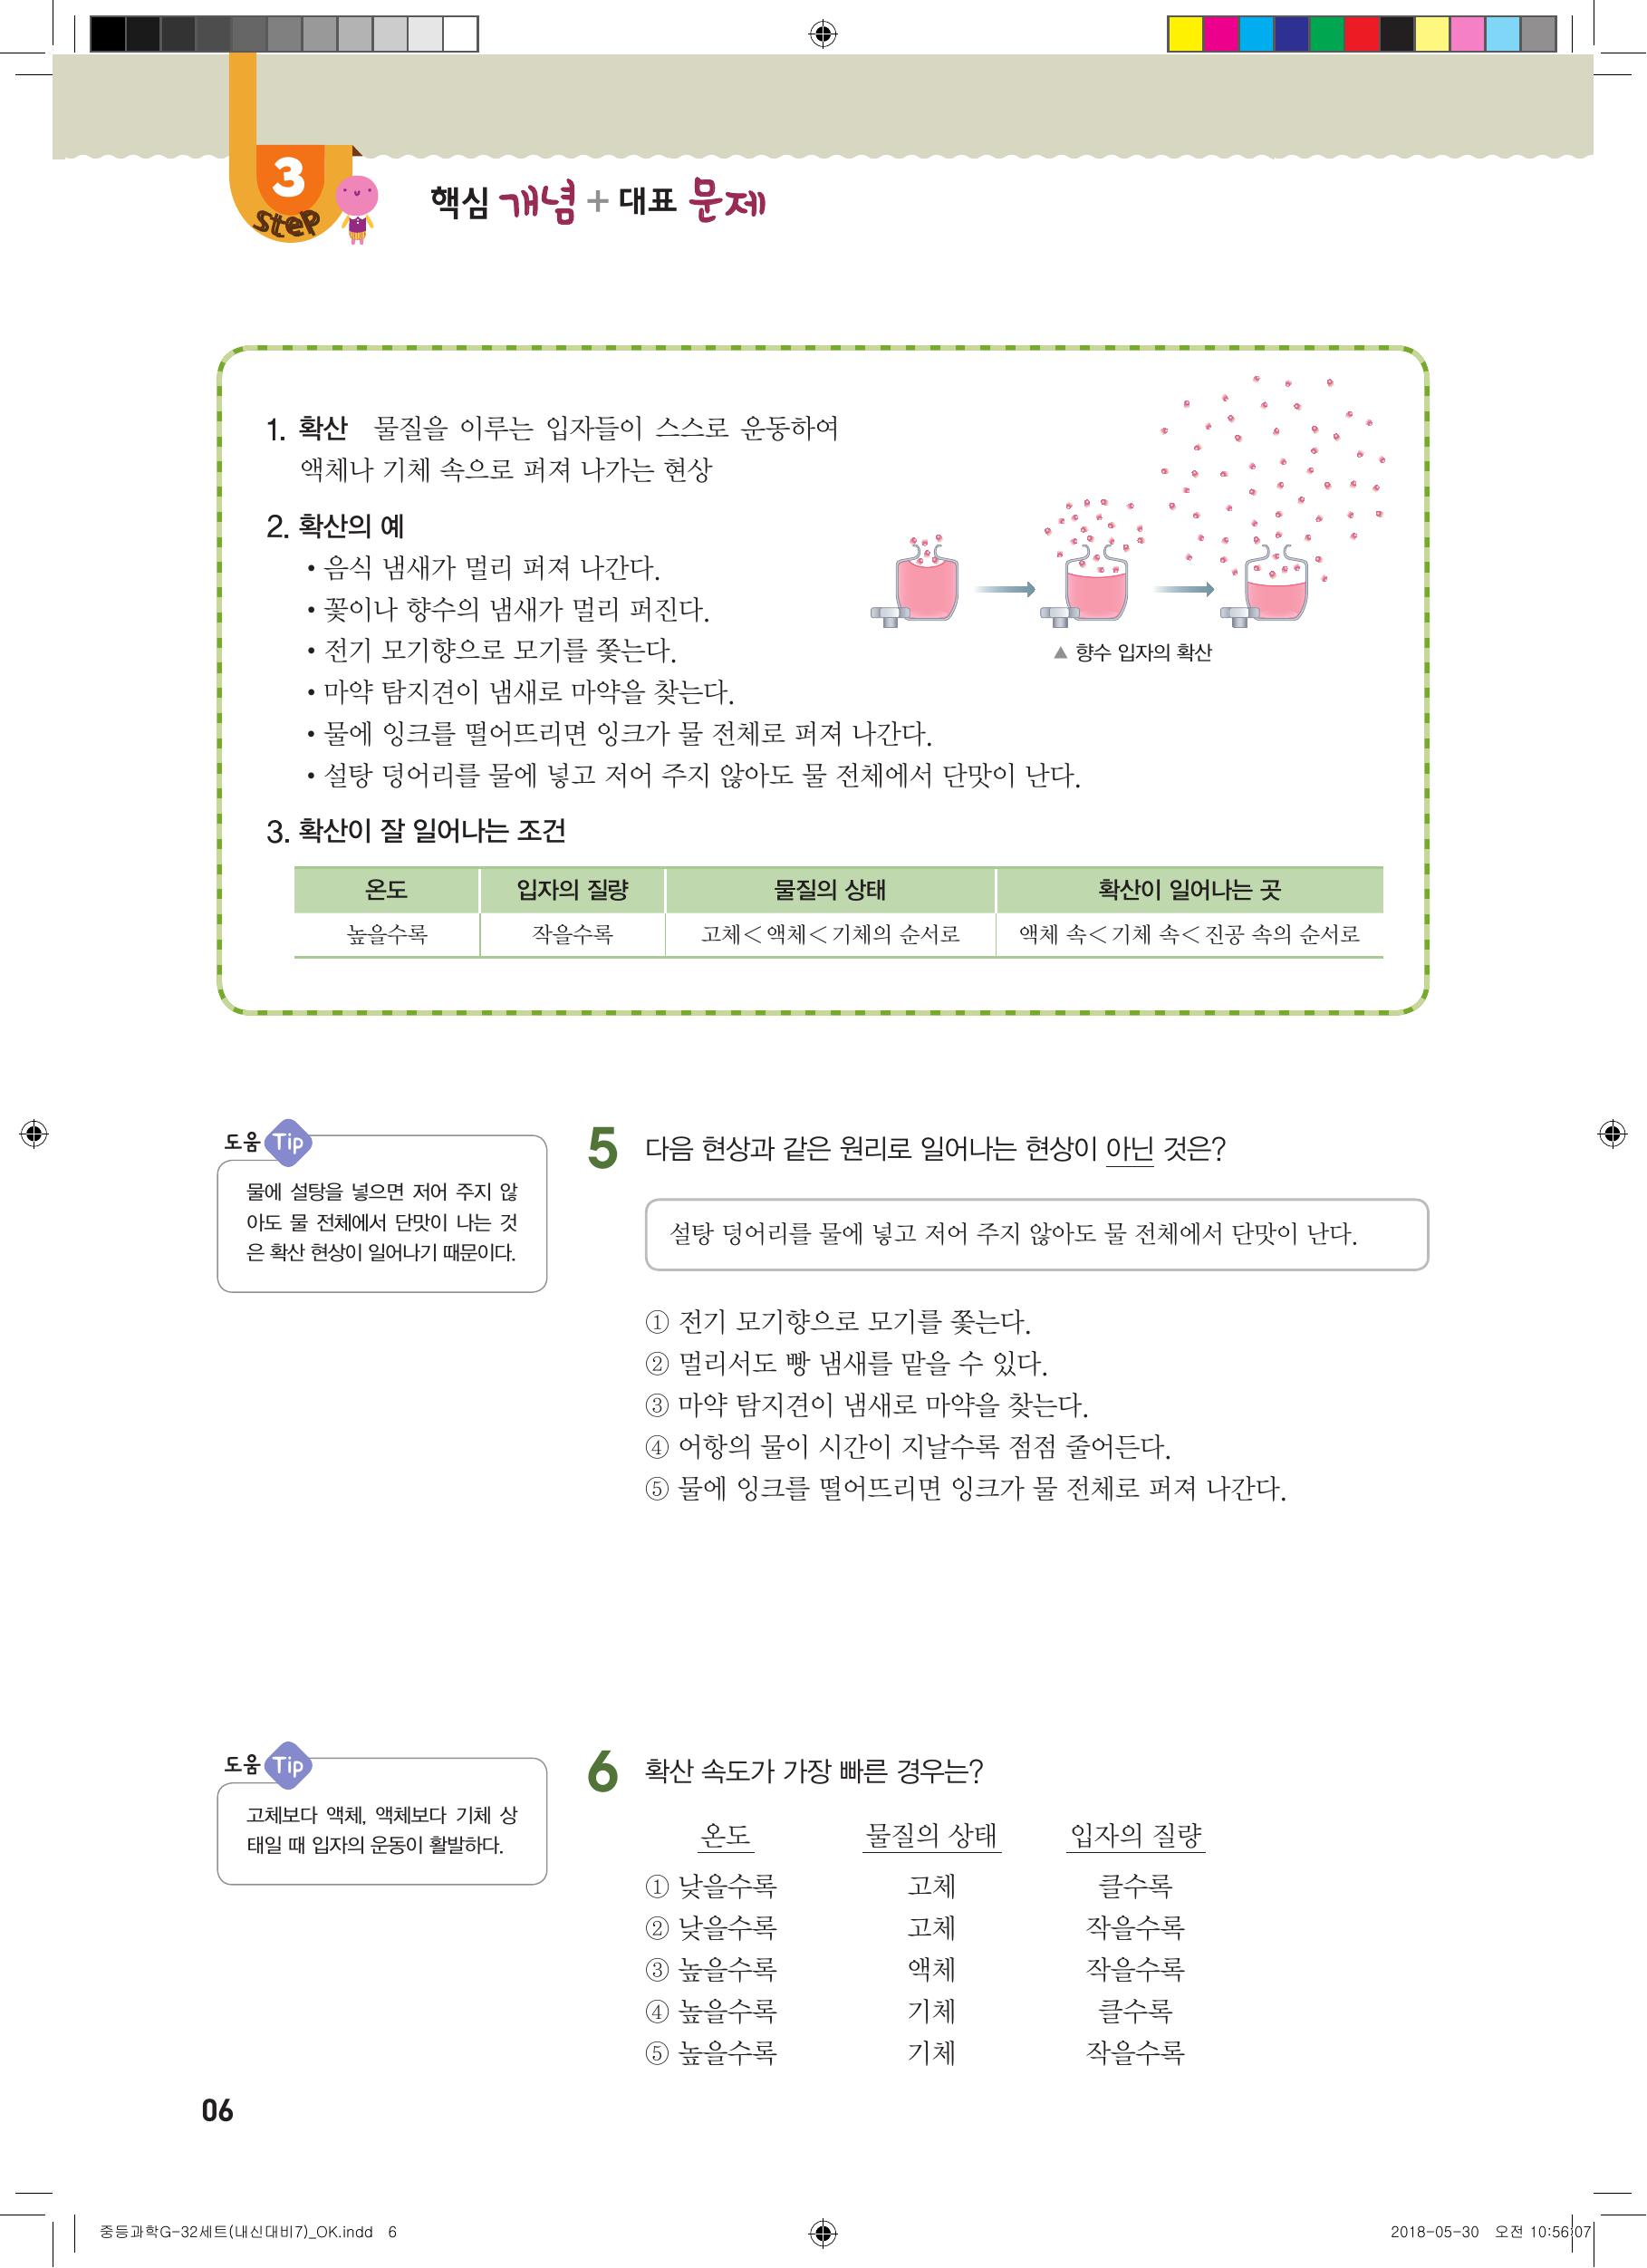 3
step
핵심 개념 + 대표 문제
1. 확산 물질을 이루는 입자들이 스스로 운동하여
액체나 기체 속으로 퍼져 나가는 현상
2. 확산의 예
• 음식 냄새가 멀리 퍼져 나간다.
• 꽃이나 향수의 냄새가 멀리 퍼진다.
• 전기 모기향으로 모기를 쫓는다.
• 마약 탐지견이 냄새로 마약을 찾는다.
• 물에 잉크를 떨어뜨리면 잉크가 물 전체로 퍼져 나간다.
• 설탕 덩어리를 물에 넣고 저어 주지 않아도 물 전체에서 단맛이 난다.
▲ 향수 입자의 확산
3. 확산이 잘 일어나는 조건
온도 입자의 질량 물질의 상태 확산이 일어나는 곳
높을수록 작을수록 고체<액체<기체의 순서로 액체 속<기체 속<진공 속의 순서로
도움 Tip
물에 설탕을 넣으면 저어 주지 않
아도 물 전체에서 단맛이 나는 것
은 확산 현상이 일어나기 때문이다.
5 다음 현상과 같은 원리로 일어나는 현상이 아닌 것은?
설탕 덩어리를 물에 넣고 저어 주지 않아도 물 전체에서 단맛이 난다.
① 전기 모기향으로 모기를 쫓는다.
② 멀리서도 빵 냄새를 맡을 수 있다.
③ 마약 탐지견이 냄새로 마약을 찾는다.
④ 어항의 물이 시간이 지날수록 점점 줄어든다.
⑤ 물에 잉크를 떨어뜨리면 잉크가 물 전체로 퍼져 나간다.
도움 Tip
고체보다 액체, 액체보다 기체 상
태일 때 입자의 운동이 활발하다.
6 확산 속도가 가장 빠른 경우는?
온도 물질의 상태 입자의 질량
① 낮을수록 고체 클수록
② 낮을수록 고체 작을수록
③ 높을수록 액체 작을수록
④ 높을수록 기체 클수록
⑤ 높을수록 기체 작을수록
06
중등과학G-32세트(내신대비7)_OK.indd 6
2018-05-30 오전 10:56:07